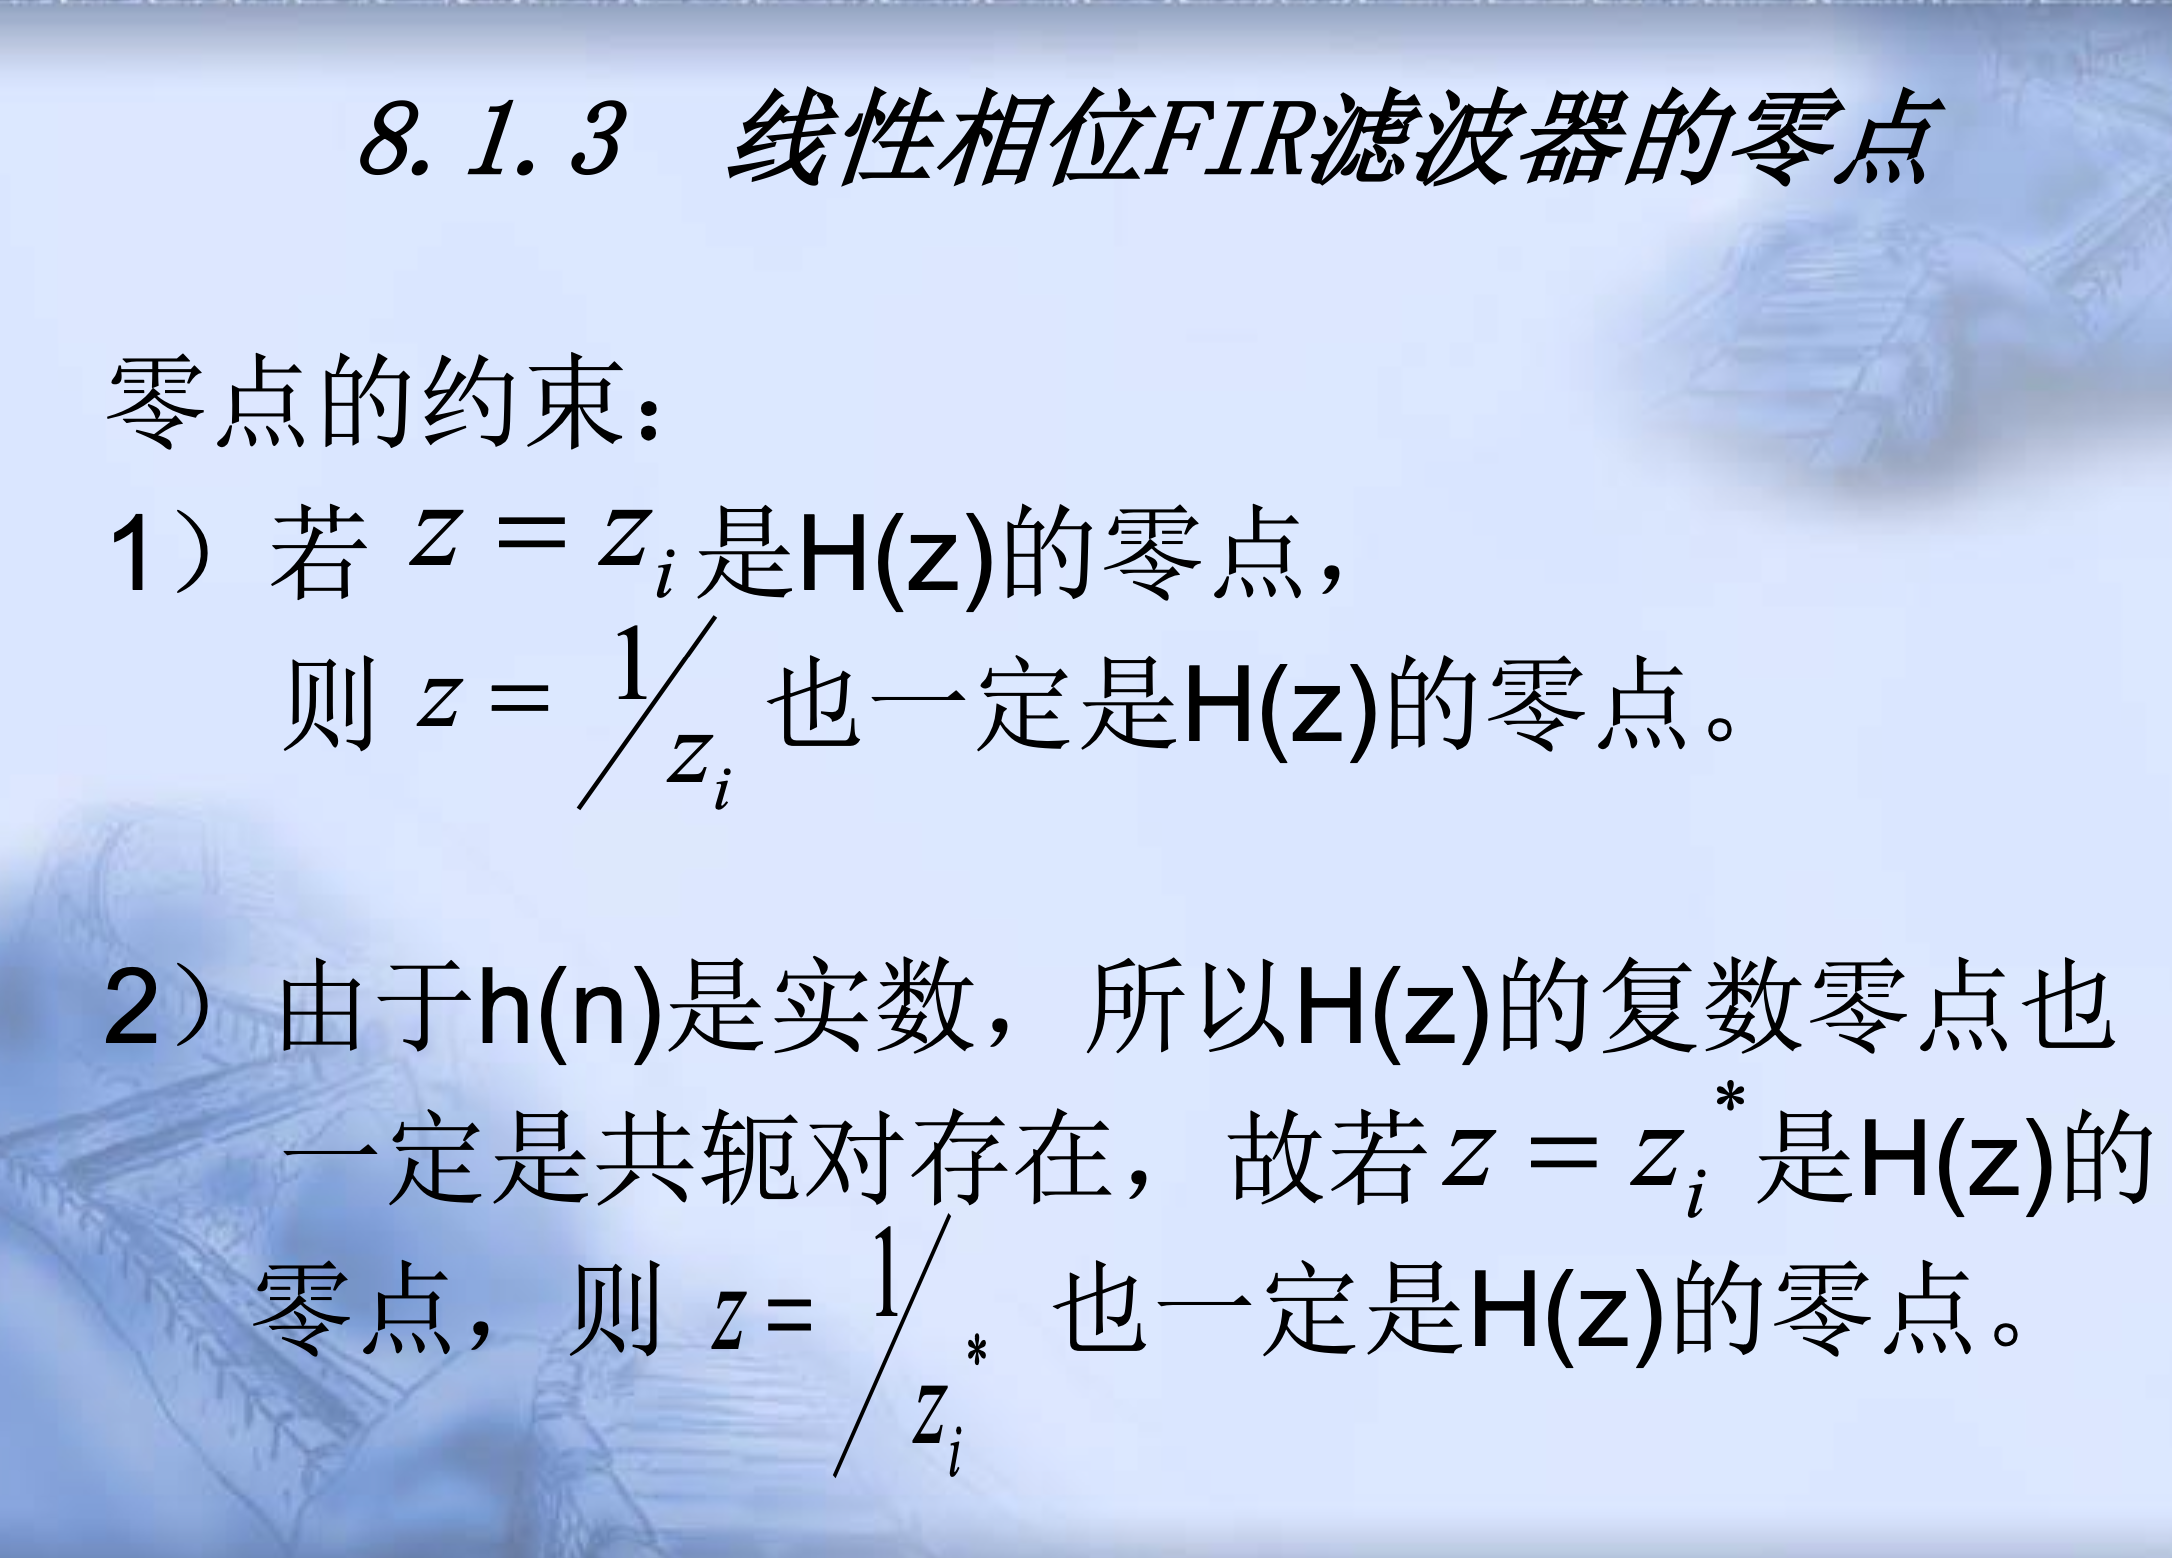 8.1.3 线性相位FIR滤波器的零点
零点的约束：
1）若 z = z_i 是H(z)的零点，
则 z = 1/z_i 也一定是H(z)的零点。
2）由于h(n)是实数，所以H(z)的复数零点也
一定是共轭对存在，故若 z = z_i^* 是H(z)的
零点，则 z = 1/z_i^* 也一定是H(z)的零点。